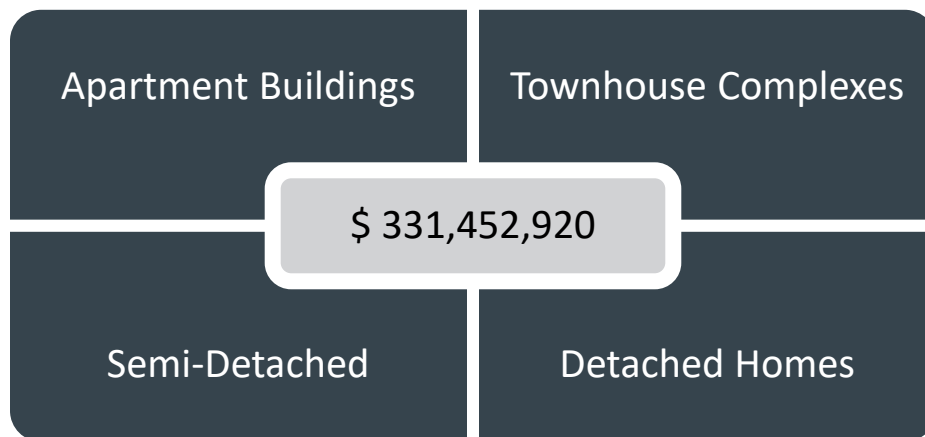 Apartment Buildings
Townhouse Complexes
$ 331,452,920
Semi-Detached
Detached Homes